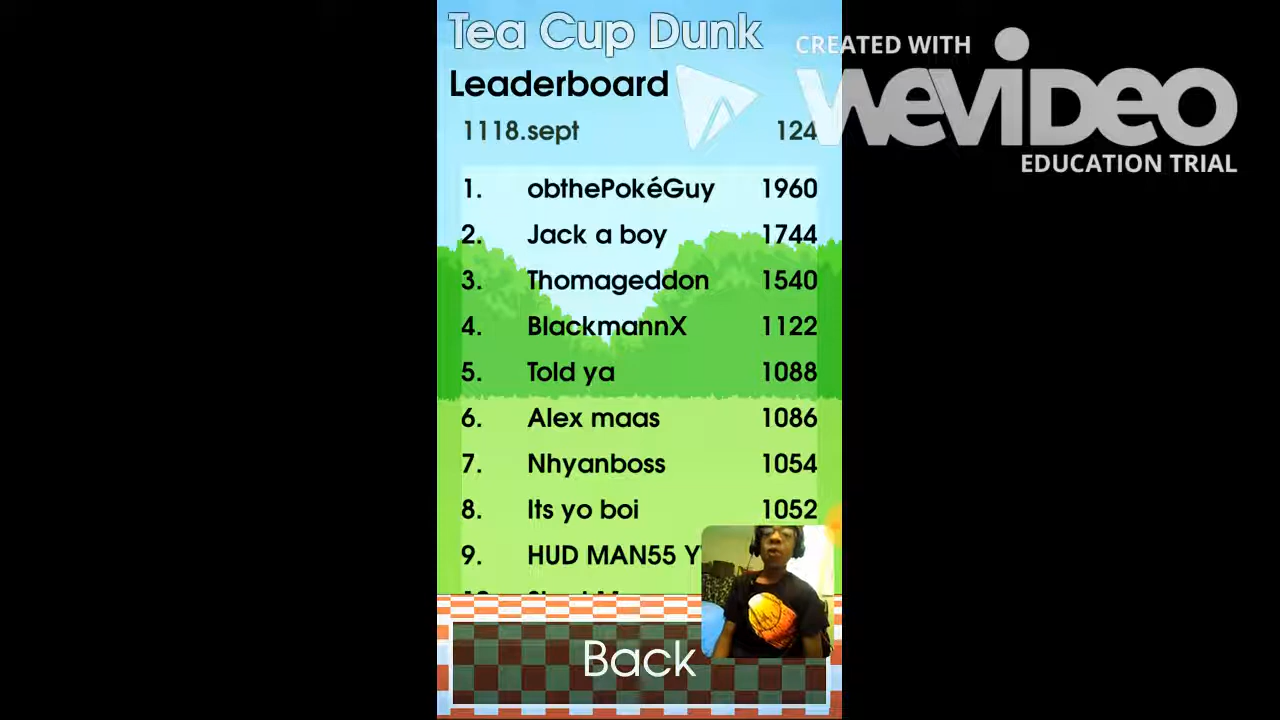 Tea Cup Dunk
CREATED WITH
WEVIDEO
EDUCATION TRIAL
Leaderboard
1118.sept 124
1. obthePokéGuy 1960
2. Jack a boy 1744
3. Thomageddon 1540
4. BlackmannX 1122
5. Told ya 1088
6. Alex maas 1086
7. Nhyanboss 1054
8. Its yo boi 1052
9. HUD MAN55
Back